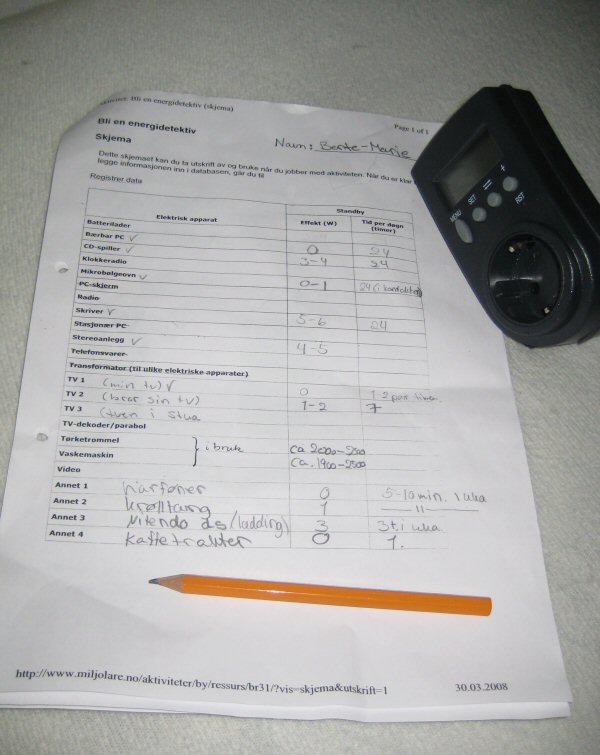 Bli en energidetektiv (skjema)
Page 1 of 1
Bli en energidetektiv
Skjema
Navn: Bente-Marie
Dette skjemaet kan du ta utskrift av og bruke når du jobber med aktiviteten. Når du er klar
legge informasjonen inn i databasen, går du til
Registrer data
Elektrisk apparat Standby
Effekt (W) Tid per døgn (timer)
Batterilader
Bærbar PC ✓ 0 24
CD-spiller ✓ 3-4 24
Klokkeradio
Mikrobølgeovn ✓ 0-1 24
PC-skjerm
Radio
Skriver ✓ 5-6 24
Stasjonær PC
Stereoanlegg ✓ 4-5
Telefonsvarer
Transformator (til ulike elektriske apparater)
TV 1 (min tv) ✓ 0
TV 2 (bror sin tv) 1-2 7
TV 3 (tven i stua
TV-dekoder/parabol
Tørketrommel } i bruk ca 2000-2500
Vaskemaskin ca. 1900-2500
Video
Annet 1 hårføner 0 5-10 min. i uka
Annet 2 krølltang 1 —11—
Annet 3 Nitendo ds (ladding) 3 3t. i uka
Annet 4 Kaffetrakter 0 1.
http://www.miljolare.no/aktiviteter/by/ressurs/br31/?vis=skjema&utskrift=1
30.03.2008
MENU
SET
=
+
RST